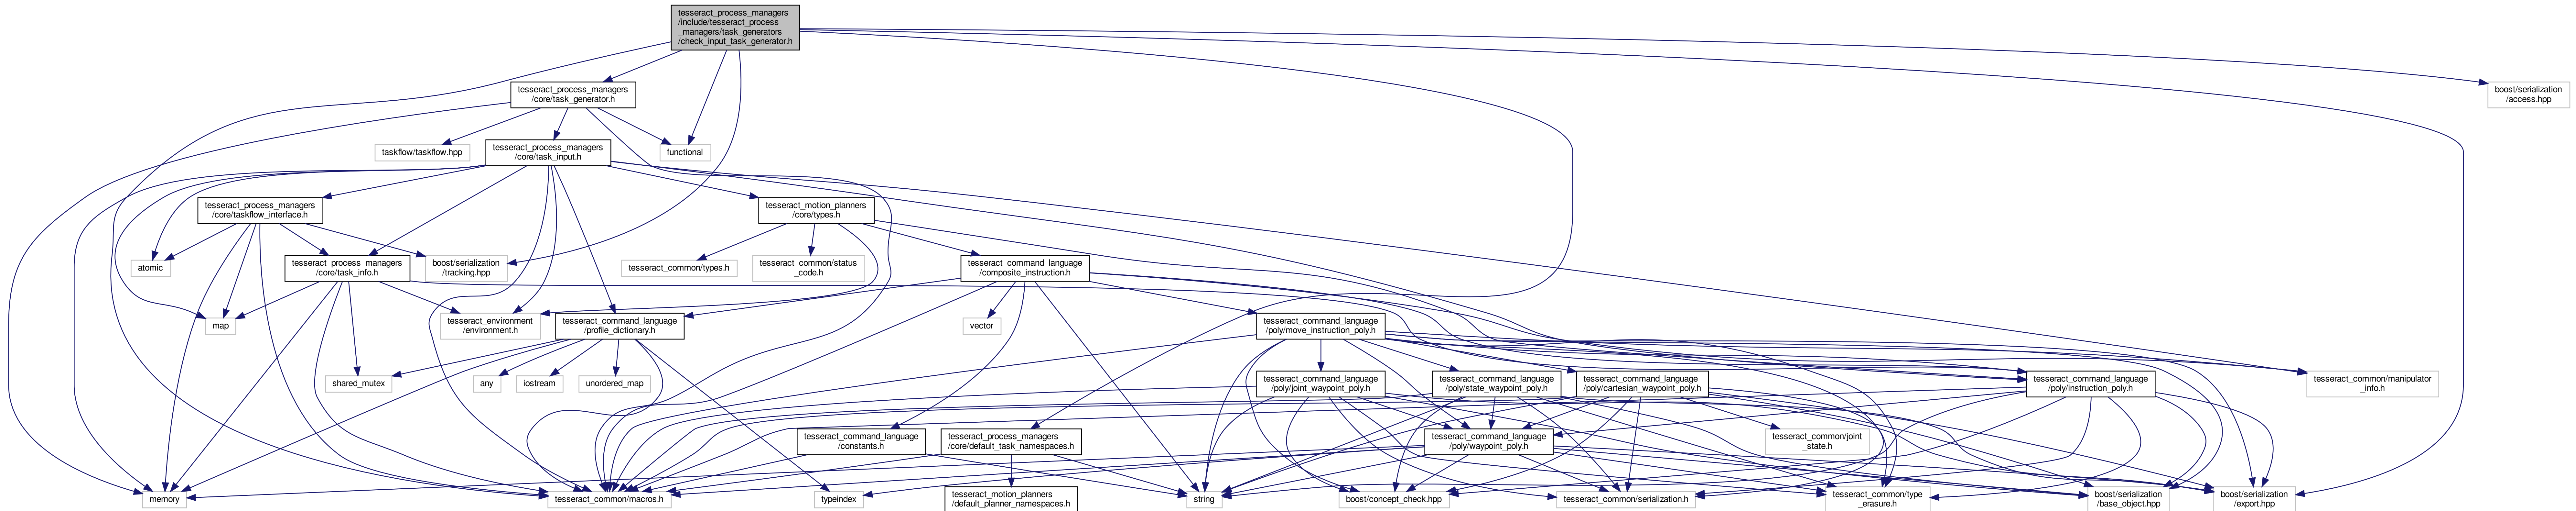 tesseract_process_managers
/include/tesseract_process
_managers/task_generators
/check_input_task_generator.h
tesseract_process_managers
/core/task_generator.h
boost/serialization
/access.hpp
taskflow/taskflow.hpp
tesseract_process_managers
/core/task_input.h
functional
tesseract_process_managers
/core/taskflow_interface.h
tesseract_motion_planners
/core/types.h
atomic
tesseract_process_managers
/core/task_info.h
boost/serialization
/tracking.hpp
tesseract_common/types.h
tesseract_common/status
_code.h
tesseract_command_language
/composite_instruction.h
map
tesseract_environment
/environment.h
tesseract_command_language
/profile_dictionary.h
vector
tesseract_command_language
/poly/move_instruction_poly.h
shared_mutex
any
iostream
unordered_map
tesseract_command_language
/poly/joint_waypoint_poly.h
tesseract_command_language
/poly/state_waypoint_poly.h
tesseract_command_language
/poly/cartesian_waypoint_poly.h
tesseract_command_language
/poly/instruction_poly.h
tesseract_common/manipulator
_info.h
tesseract_command_language
/constants.h
tesseract_process_managers
/core/default_task_namespaces.h
tesseract_command_language
/poly/waypoint_poly.h
tesseract_common/joint
_state.h
memory
tesseract_common/macros.h
typeindex
tesseract_motion_planners
/default_planner_namespaces.h
string
boost/concept_check.hpp
tesseract_common/serialization.h
tesseract_common/type
_erasure.h
boost/serialization
/base_object.hpp
boost/serialization
/export.hpp